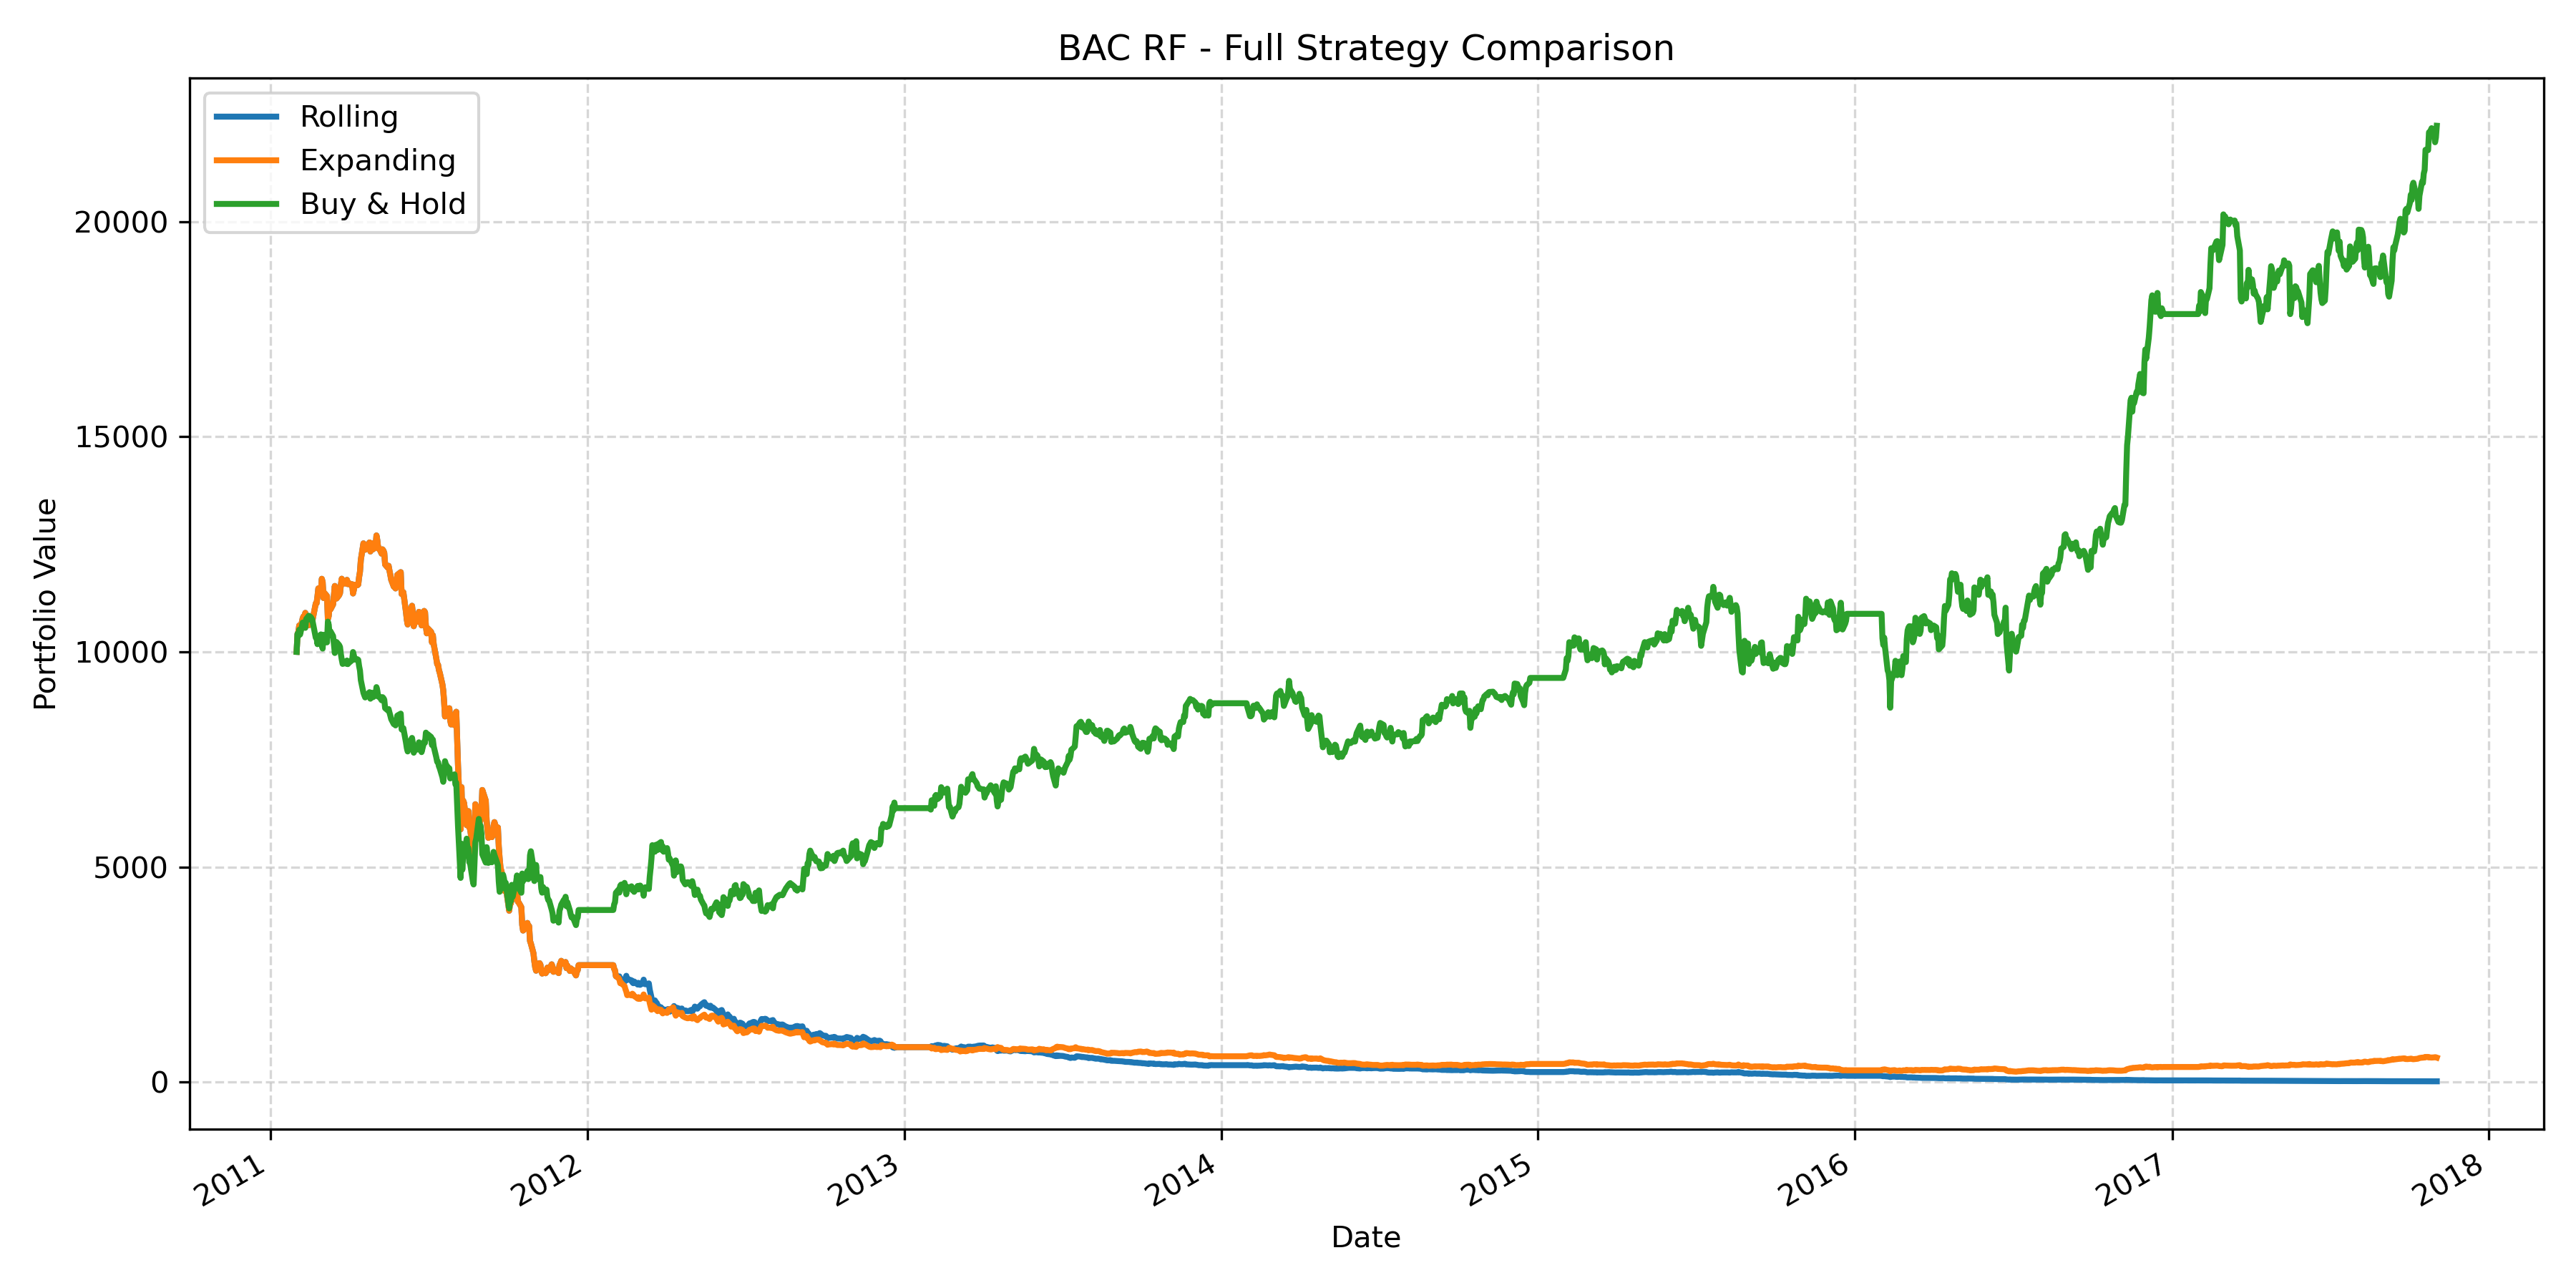 BAC RF - Full Strategy Comparison
Rolling
Expanding
Buy & Hold
Portfolio Value
20000
15000
10000
5000
0
2011
2012
2013
2014
2015
2016
2017
2018
Date